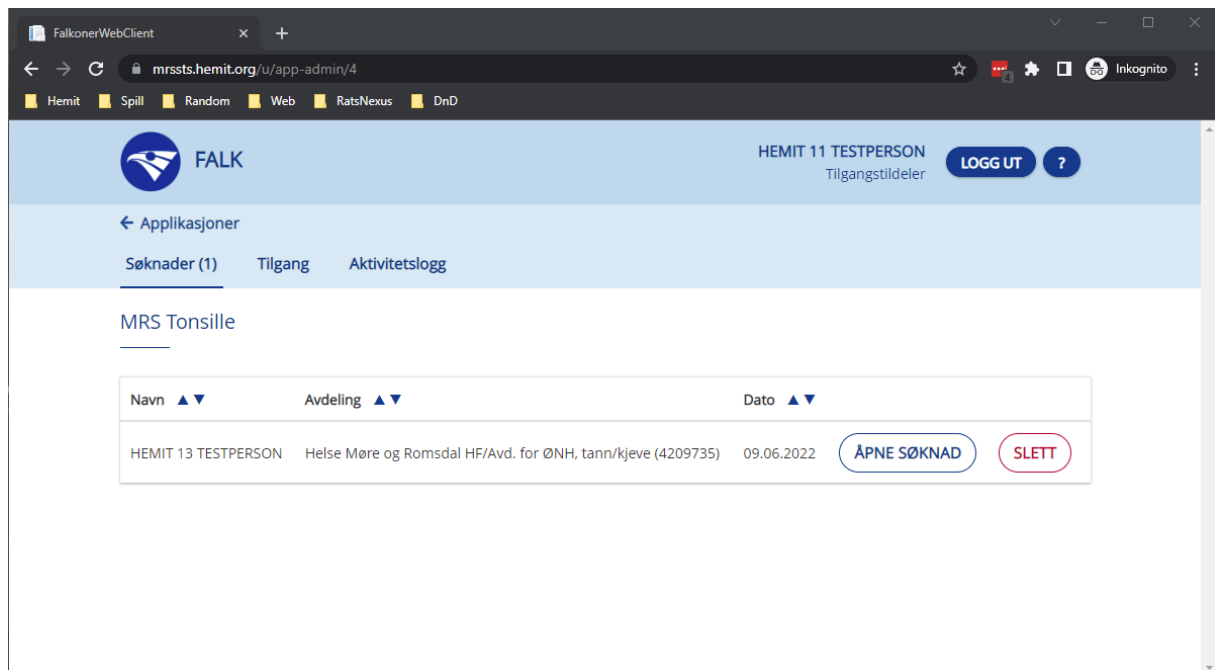 FalkonerWebClient
mrssts.hemit.org/u/app-admin/4
4
Inkognito
Hemit Spill Random Web RatsNexus DnD
FALK
HEMIT 11 TESTPERSON
Tilgangstildeler
LOGG UT
?
Applikasjoner
Søknader (1) Tilgang Aktivitetslogg
MRS Tonsille
Navn Avdeling Dato
HEMIT 13 TESTPERSON Helse Møre og Romsdal HF/Avd. for ØNH, tann/kjeve (4209735) 09.06.2022 ÅPNE SØKNAD SLETT